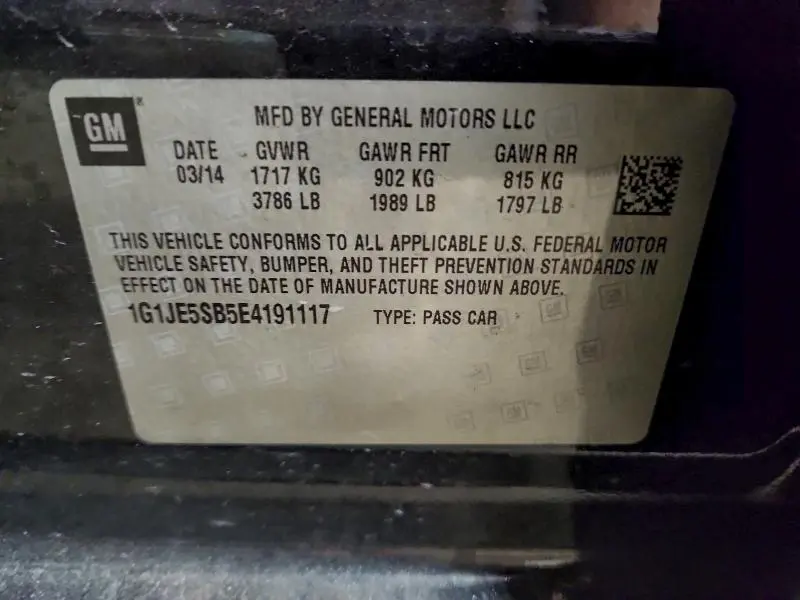 GM
MFD BY GENERAL MOTORS LLC
DATE GVWR GAWR FRT GAWR RR
03/14 1717 KG 902 KG 815 KG
3786 LB 1989 LB 1797 LB
THIS VEHICLE CONFORMS TO ALL APPLICABLE U.S. FEDERAL MOTOR
VEHICLE SAFETY, BUMPER, AND THEFT PREVENTION STANDARDS IN
EFFECT ON THE DATE OF MANUFACTURE SHOWN ABOVE.
1G1JE5SB5E4191117 TYPE: PASS CAR